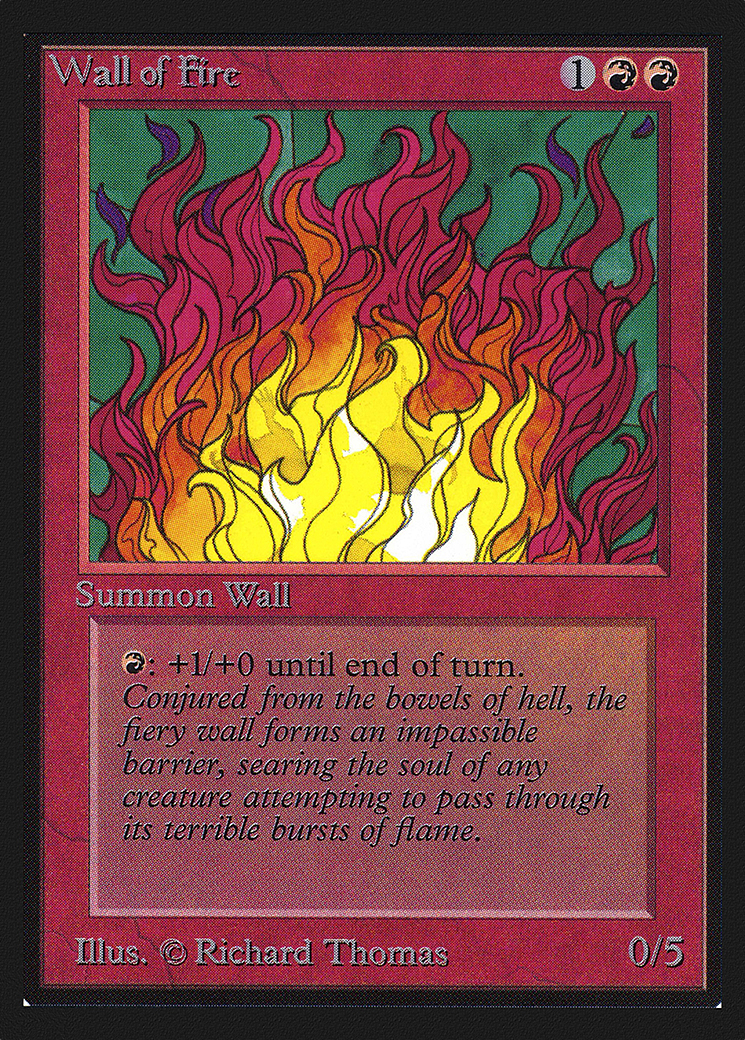 Wall of Fire 1
Summon Wall
: +1/+0 until end of turn.
Conjured from the bowels of hell, the
fiery wall forms an impassible
barrier, searing the soul of any
creature attempting to pass through
its terrible bursts of flame.
Illus. © Richard Thomas 0/5